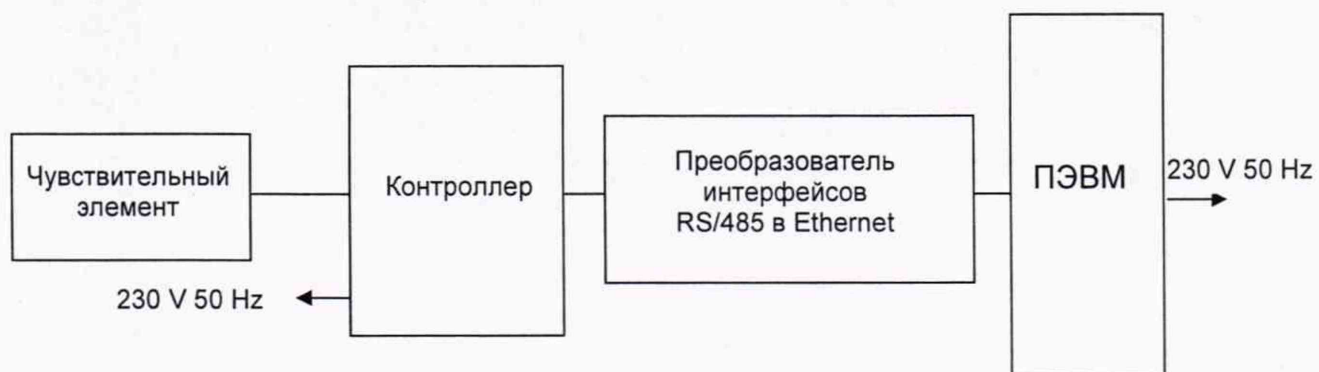 Чувствительный
элемент
230 V 50 Hz
Контроллер
Преобразователь
интерфейсов
RS/485 в Ethernet
ПЭВМ
230 V 50 Hz